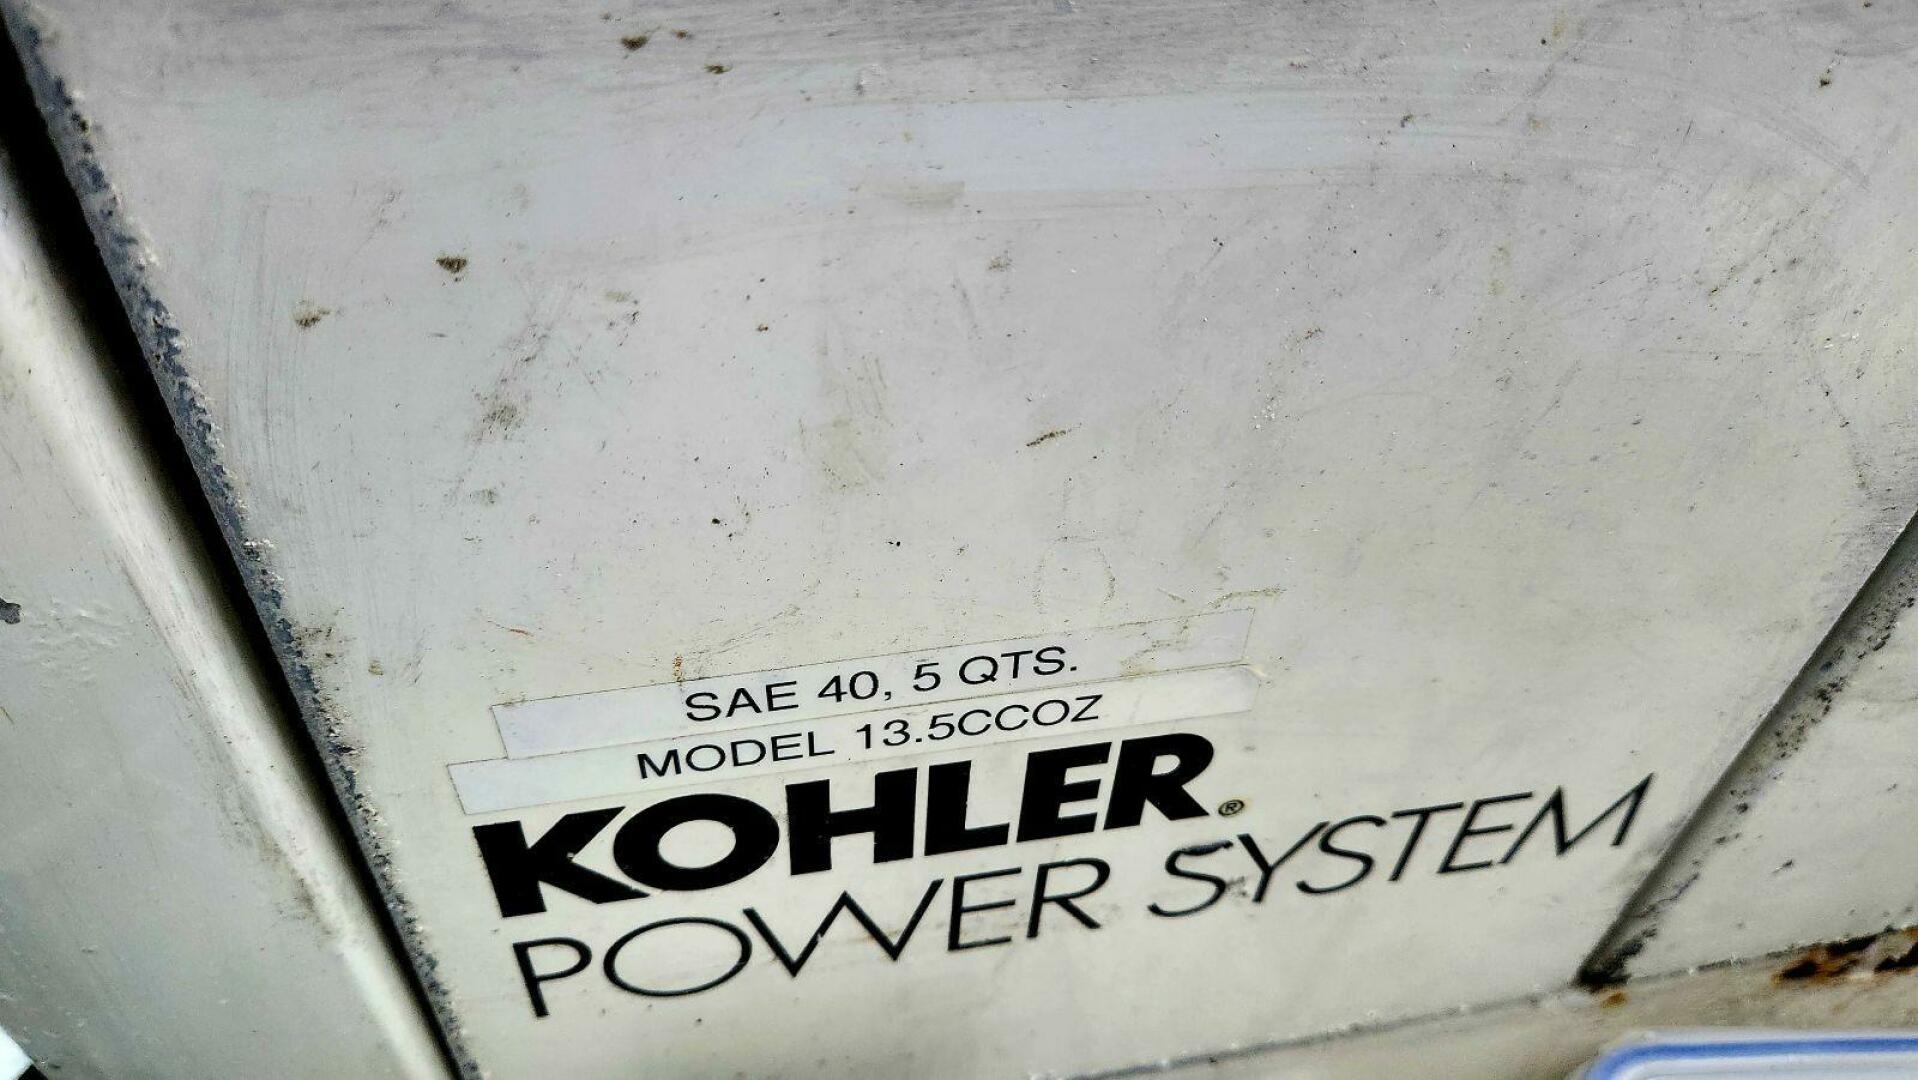 SAE 40, 5 QTS.
MODEL 13.5CCOZ
KOHLER®
POWER SYSTEM